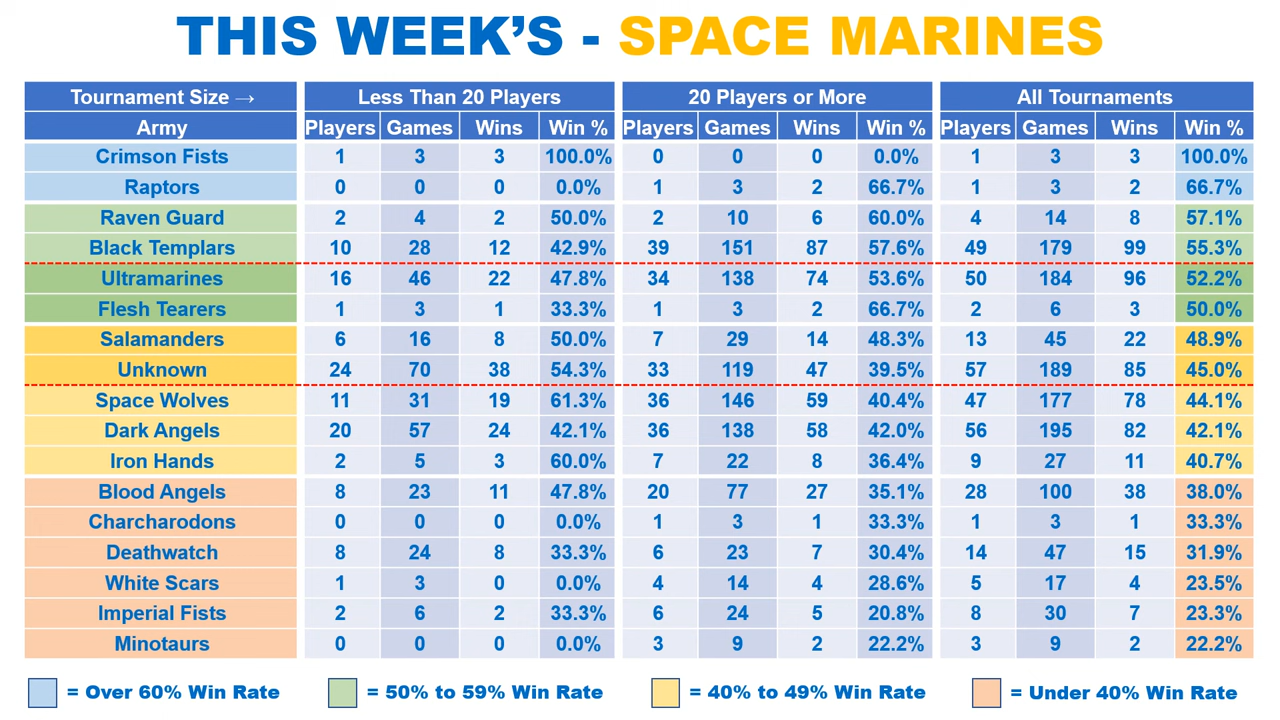 THIS WEEK'S - SPACE MARINES
Tournament Size → Less Than 20 Players 20 Players or More All Tournaments
Army Players Games Wins Win % Players Games Wins Win % Players Games Wins Win %
Crimson Fists 1 3 3 100.0% 0 0 0 0.0% 1 3 3 100.0%
Raptors 0 0 0 0.0% 1 3 2 66.7% 1 3 2 66.7%
Raven Guard 2 4 2 50.0% 2 10 6 60.0% 4 14 8 57.1%
Black Templars 10 28 12 42.9% 39 151 87 57.6% 49 179 99 55.3%
Ultramarines 16 46 22 47.8% 34 138 74 53.6% 50 184 96 52.2%
Flesh Tearers 1 3 1 33.3% 1 3 2 66.7% 2 6 3 50.0%
Salamanders 6 16 8 50.0% 7 29 14 48.3% 13 45 22 48.9%
Unknown 24 70 38 54.3% 33 119 47 39.5% 57 189 85 45.0%
Space Wolves 11 31 19 61.3% 36 146 59 40.4% 47 177 78 44.1%
Dark Angels 20 57 24 42.1% 36 138 58 42.0% 56 195 82 42.1%
Iron Hands 2 5 3 60.0% 7 22 8 36.4% 9 27 11 40.7%
Blood Angels 8 23 11 47.8% 20 77 27 35.1% 28 100 38 38.0%
Charcharodons 0 0 0 0.0% 1 3 1 33.3% 1 3 1 33.3%
Deathwatch 8 24 8 33.3% 6 23 7 30.4% 14 47 15 31.9%
White Scars 1 3 0 0.0% 4 14 4 28.6% 5 17 4 23.5%
Imperial Fists 2 6 2 33.3% 6 24 5 20.8% 8 30 7 23.3%
Minotaurs 0 0 0 0.0% 3 9 2 22.2% 3 9 2 22.2%
= Over 60% Win Rate = 50% to 59% Win Rate = 40% to 49% Win Rate = Under 40% Win Rate